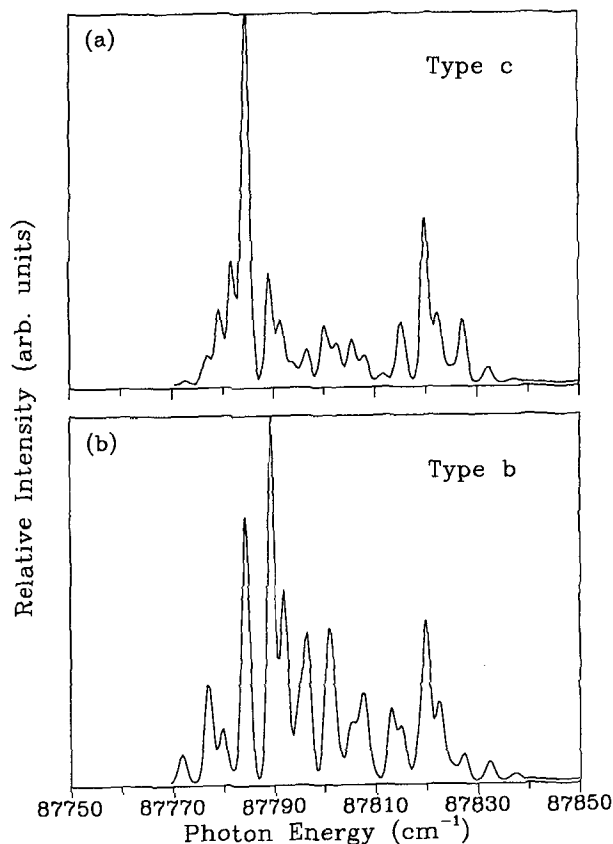 (a)
Type c
Relative Intensity (arb. units)
(b)
Type b
87750 87770 87790 87810 87830 87850
Photon Energy (cm⁻¹)